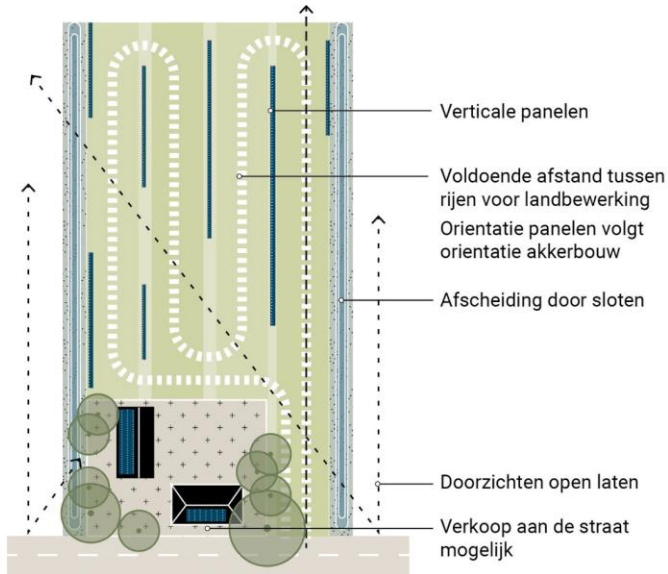 Verticale panelen
Voldoende afstand tussen
rijen voor landbewerking
Orientatie panelen volgt
orientatie akkerbouw
Afscheiding door sloten
Doorzichten open laten
Verkoop aan de straat
mogelijk